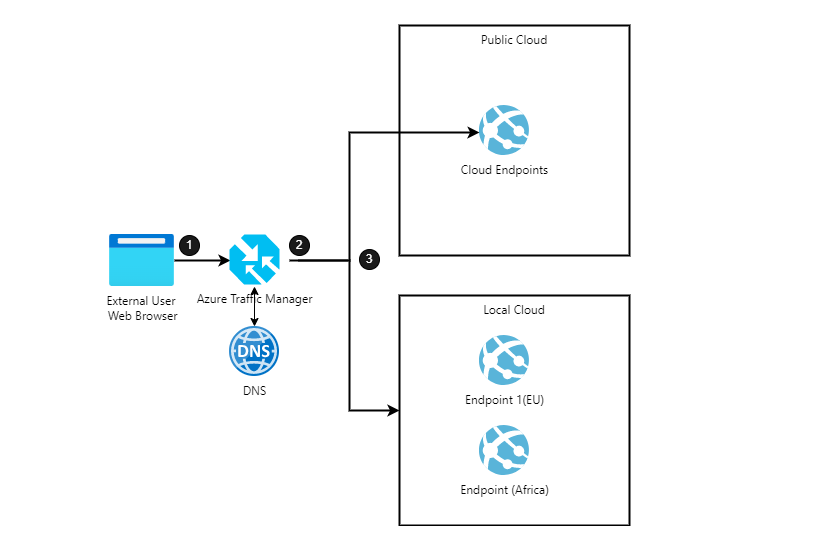 Public Cloud
Cloud Endpoints
1
2
3
External User
Web Browser
Azure Traffic Manager
DNS
DNS
Local Cloud
Endpoint 1(EU)
Endpoint (Africa)